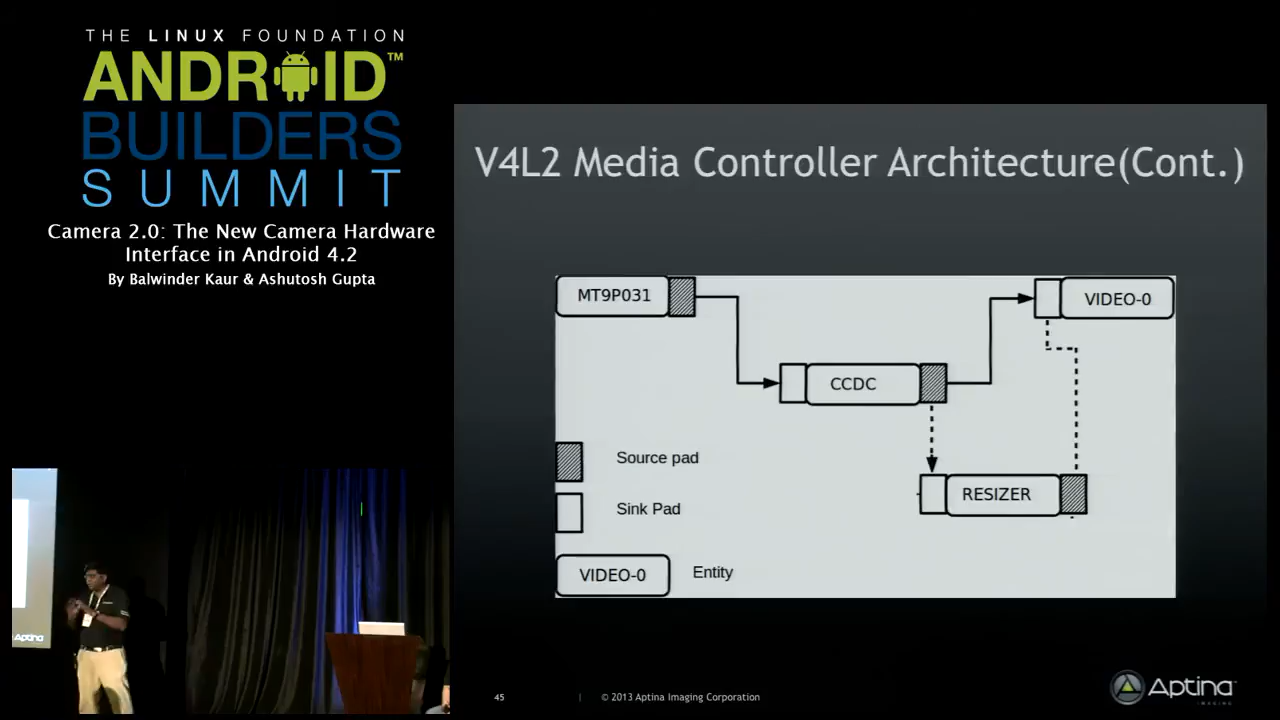 THE LINUX FOUNDATION
ANDROID™
BUILDERS
SUMMIT
Camera 2.0: The New Camera Hardware
Interface in Android 4.2
By Balwinder Kaur & Ashutosh Gupta
V4L2 Media Controller Architecture(Cont.)
MT9P031
VIDEO-0
CCDC
Source pad
RESIZER
Sink Pad
VIDEO-0
Entity
45
| © 2013 Aptina Imaging Corporation
Aptina
IMAGING
Aptina